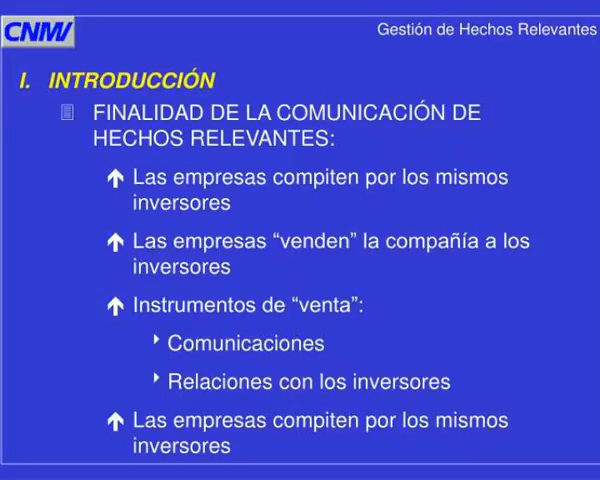 CNMV
Gestión de Hechos Relevantes
I. INTRODUCCIÓN
FINALIDAD DE LA COMUNICACIÓN DE
HECHOS RELEVANTES:
Las empresas compiten por los mismos
inversores
Las empresas “venden” la compañía a los
inversores
Instrumentos de “venta”:
Comunicaciones
Relaciones con los inversores
Las empresas compiten por los mismos
inversores